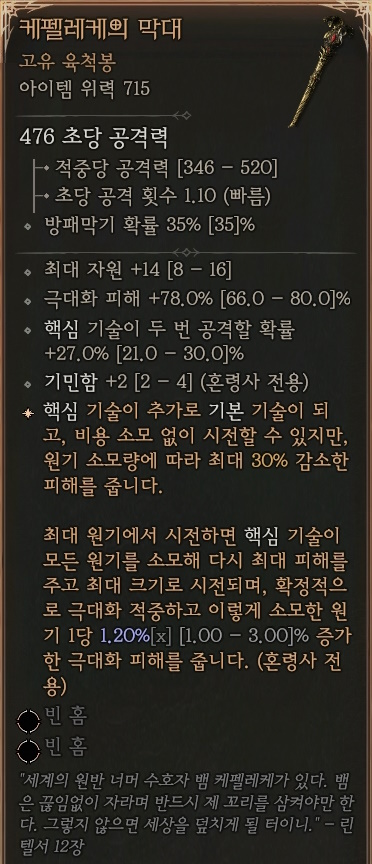 케펠레케의 막대
고유 육척봉
아이템 위력 715
476 초당 공격력
적중당 공격력 [346 – 520]
초당 공격 횟수 1.10 (빠름)
방패막기 확률 35% [35]%
최대 자원 +14 [8 – 16]
극대화 피해 +78.0% [66.0 – 80.0]%
핵심 기술이 두 번 공격할 확률
+27.0% [21.0 – 30.0]%
기민함 +2 [2 – 4] (혼령사 전용)
핵심 기술이 추가로 기본 기술이 되
고, 비용 소모 없이 시전할 수 있지만,
원기 소모량에 따라 최대 30% 감소한
피해를 줍니다.
최대 원기에서 시전하면 핵심 기술이
모든 원기를 소모해 다시 최대 피해를
주고 최대 크기로 시전되며, 확정적으
로 극대화 적중하고 이렇게 소모한 원
기 1당 1.20%[x] [1.00 – 3.00]% 증가
한 극대화 피해를 줍니다. (혼령사 전
용)
빈 홈
빈 홈
"세계의 원반 너머 수호자 뱀 케펠레케가 있다. 뱀
은 끊임없이 자라며 반드시 제 꼬리를 삼켜야만 한
다. 그렇지 않으면 세상을 덮치게 될 터이니." – 린
텔서 12장